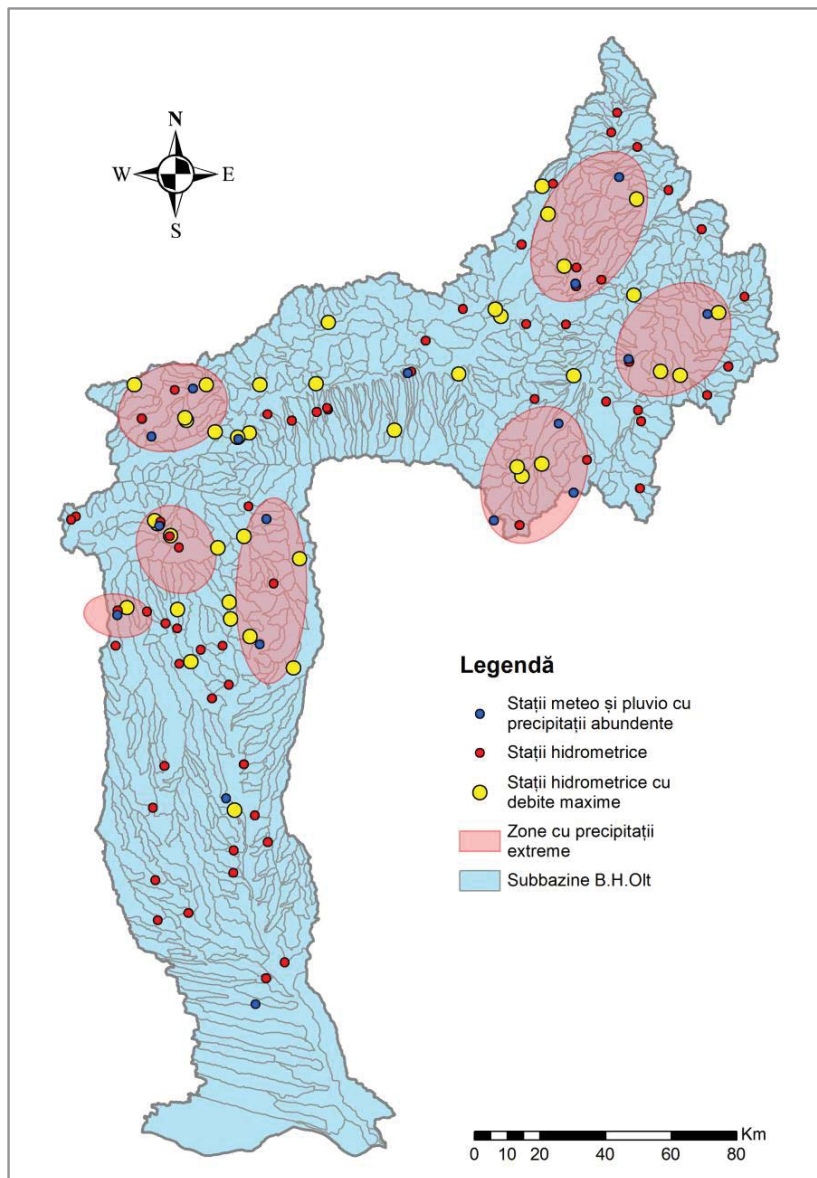 N
W E
S
Legendă
Stații meteo și pluvio cu
precipitații abundente
Stații hidrometrice
Stații hidrometrice cu
debite maxime
Zone cu precipitații
extreme
Subbazine B.H.Olt
Km
0 10 20 40 60 80